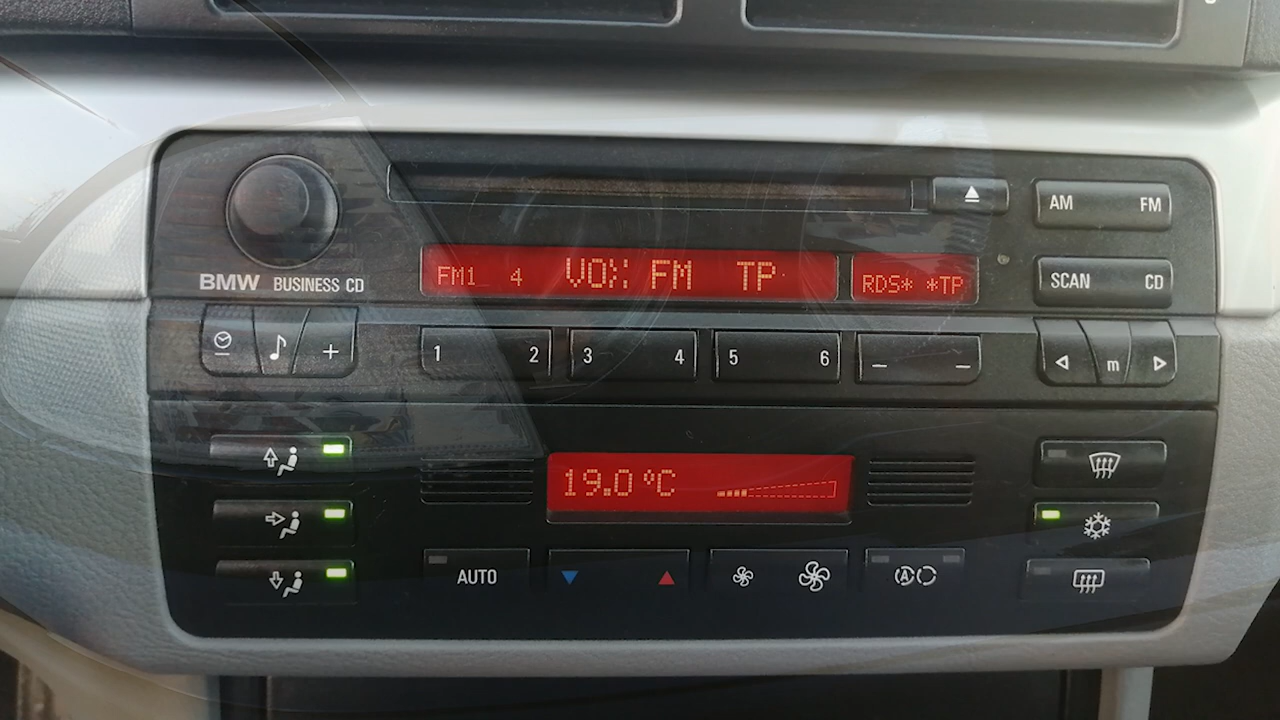 AM FM
FM1 4 VOX FM TP RDS* *TP
BMW BUSINESS CD
SCAN CD
+ 1 2 3 4 5 6 — — m
19.0 °C
AUTO
A